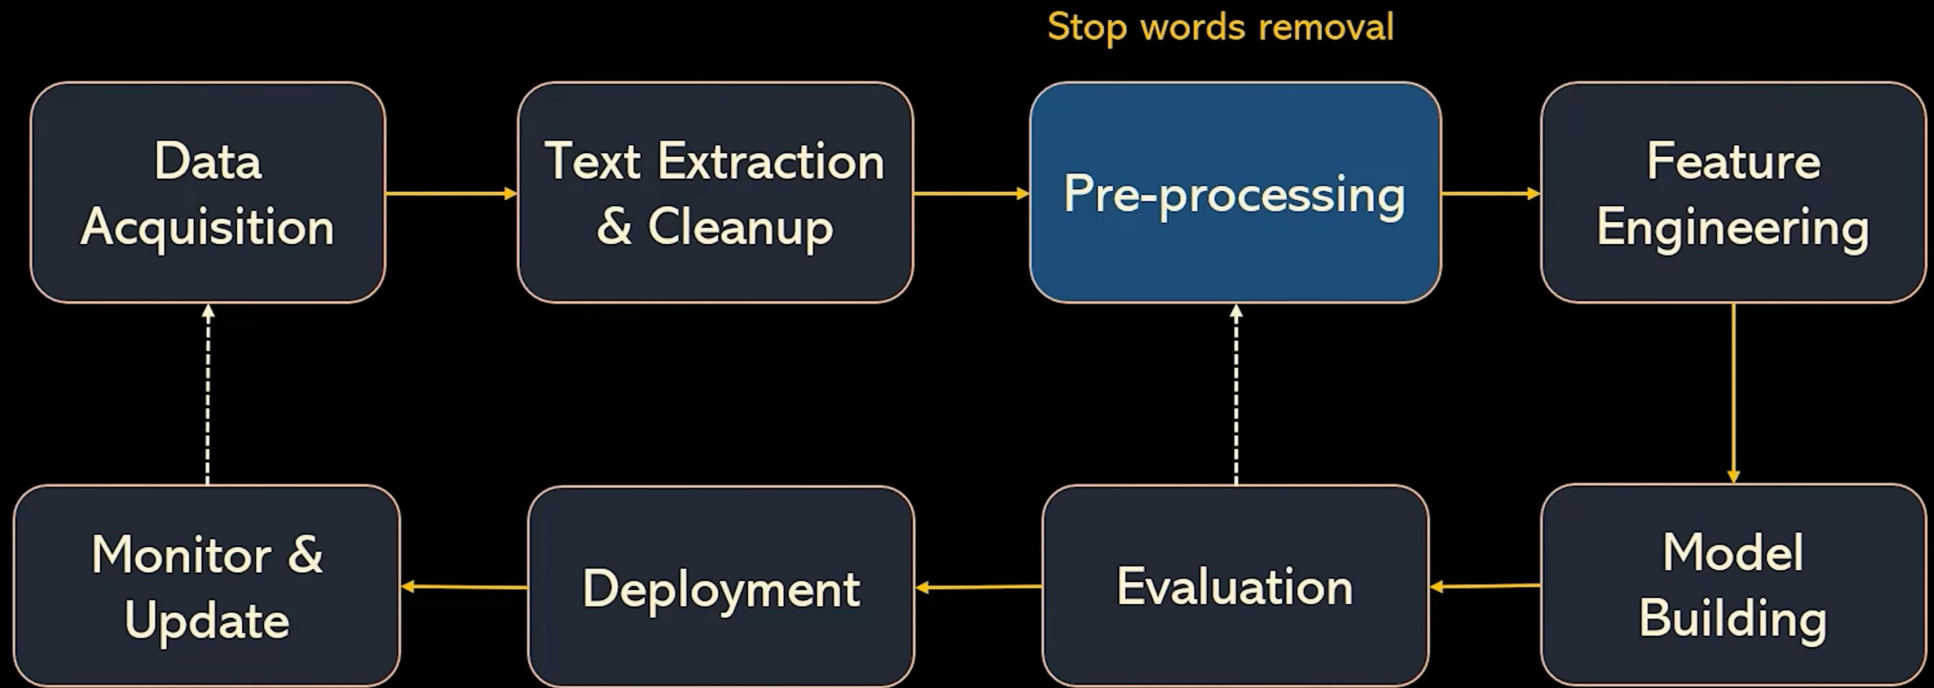 Stop words removal
Data
Acquisition
Text Extraction
& Cleanup
Pre-processing
Feature
Engineering
Monitor &
Update
Deployment
Evaluation
Model
Building